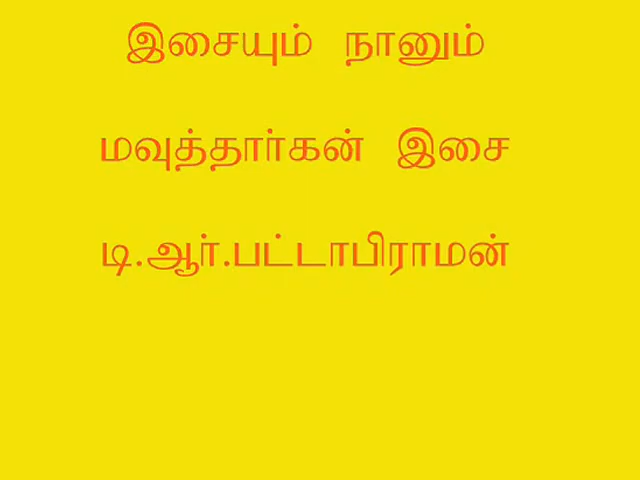 இசையும் நானும்
மவுத்தார்கன் இசை
டி.ஆர்.பட்டாபிராமன்